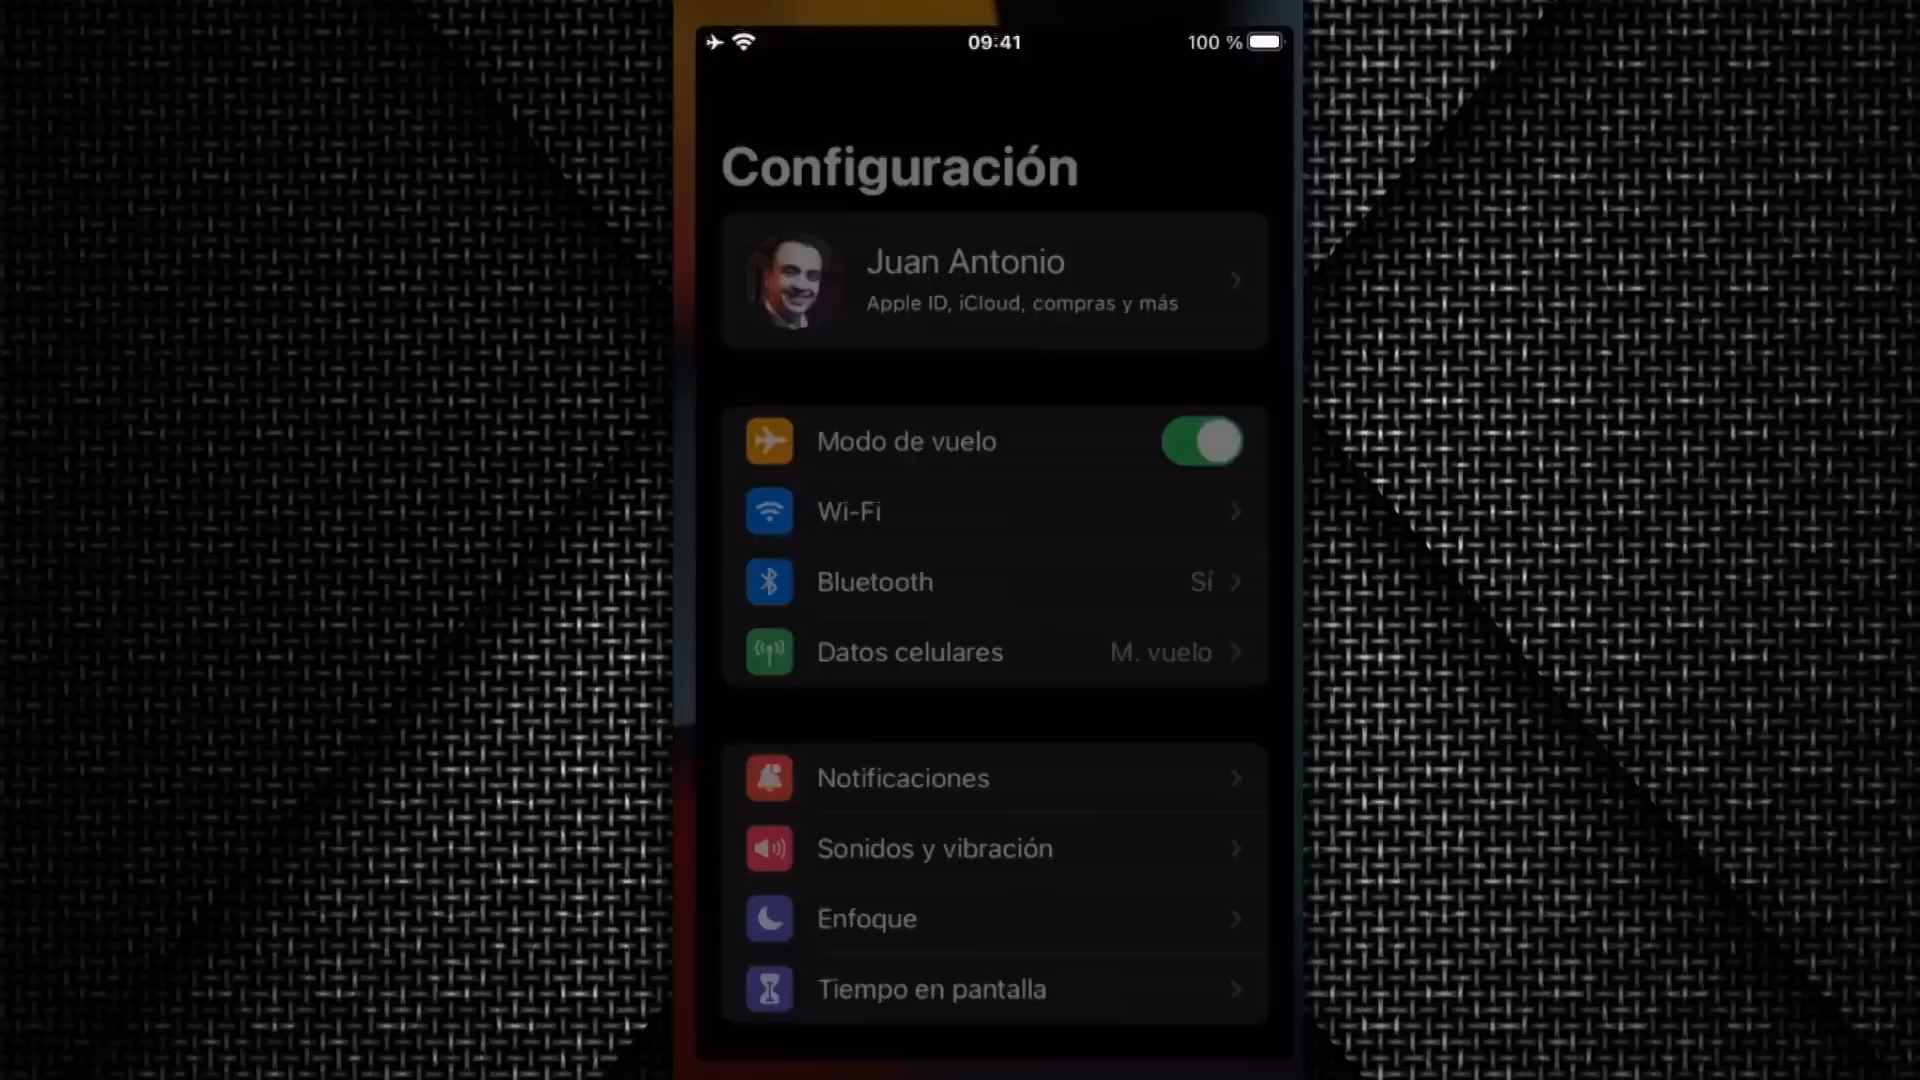 09:41
100 %
Configuración
Juan Antonio
Apple ID, iCloud, compras y más
Modo de vuelo
Wi-Fi
Bluetooth Sí
Datos celulares M. vuelo
Notificaciones
Sonidos y vibración
Enfoque
Tiempo en pantalla